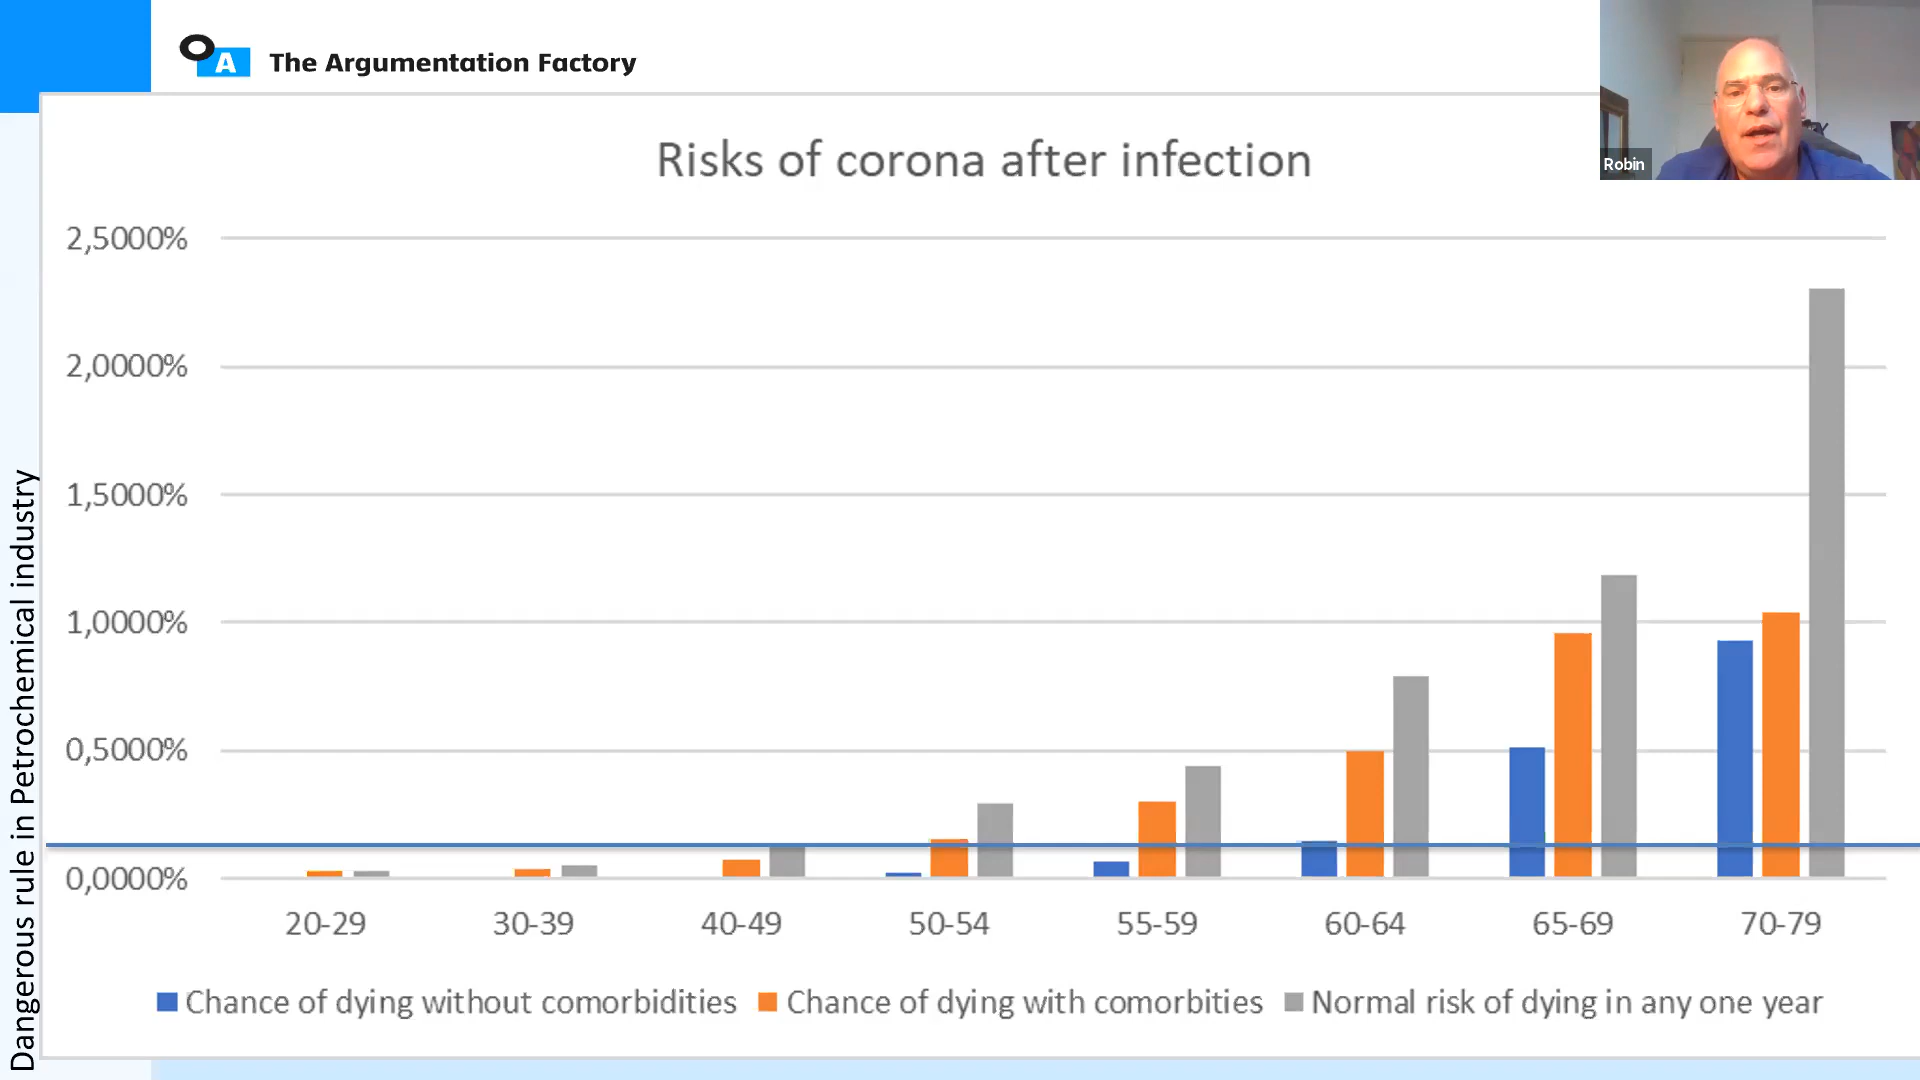 A The Argumentation Factory
Robin
Risks of corona after infection
2,5000%
2,0000%
1,5000%
1,0000%
0,5000%
0,0000%
20-29 30-39 40-49 50-54 55-59 60-64 65-69 70-79
Chance of dying without comorbidities Chance of dying with comorbities Normal risk of dying in any one year
Dangerous rule in Petrochemical industry